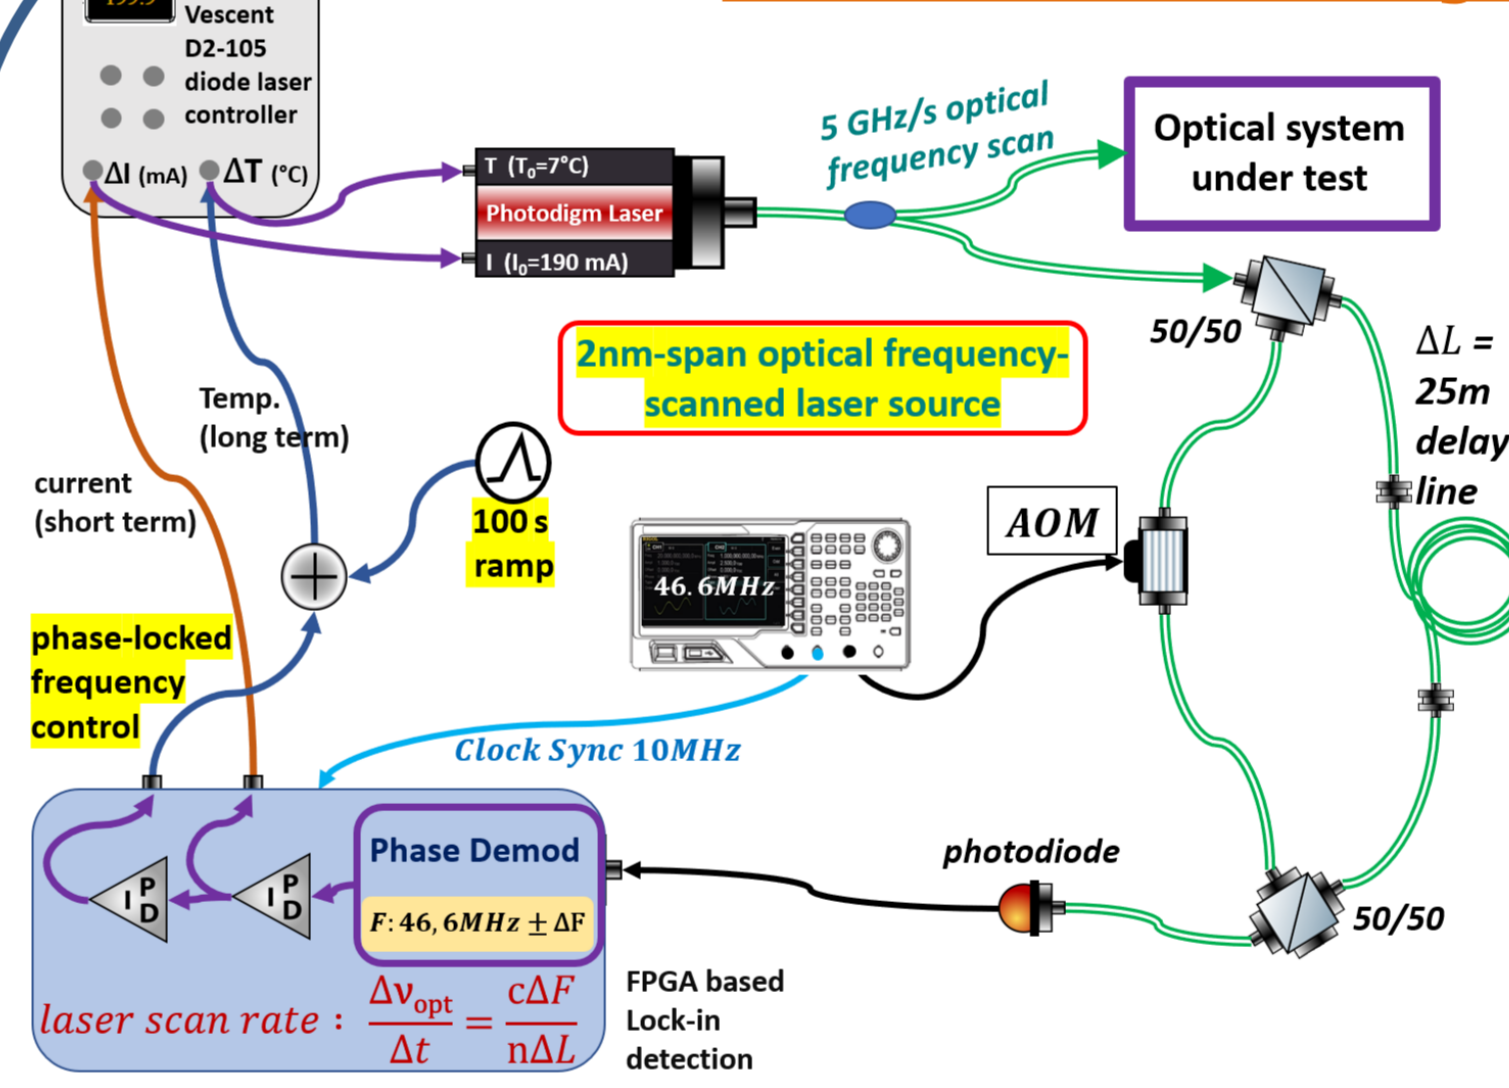 199.9
Vescent
D2-105
diode laser
controller
ΔI (mA)
ΔT (°C)
T (T₀=7°C)
Photodigm Laser
I (I₀=190 mA)
5 GHz/s optical
frequency scan
Optical system
under test
50/50
ΔL =
25m
delay
line
2nm-span optical frequency-
scanned laser source
Temp.
(long term)
current
(short term)
100 s
ramp
AOM
46.6MHz
phase-locked
frequency
control
Clock Sync 10MHz
Phase Demod
F: 46,6MHz ± ΔF
P
I D
P
I D
laser scan rate : Δν_opt/Δt = cΔF/nΔL
FPGA based
Lock-in
detection
photodiode
50/50